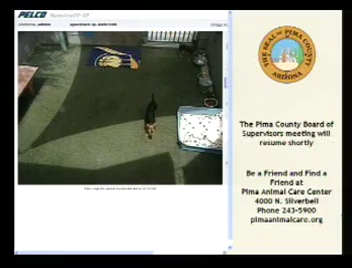 PELCO
THE SEAL OF PIMA COUNTY
ARIZONA
The Pima County Board of
Supervisors meeting will
resume shortly
Be a Friend and Find a
Friend at
Pima Animal Care Center
4000 N. Silverbell
Phone 243-5900
pimaanimalcare.org